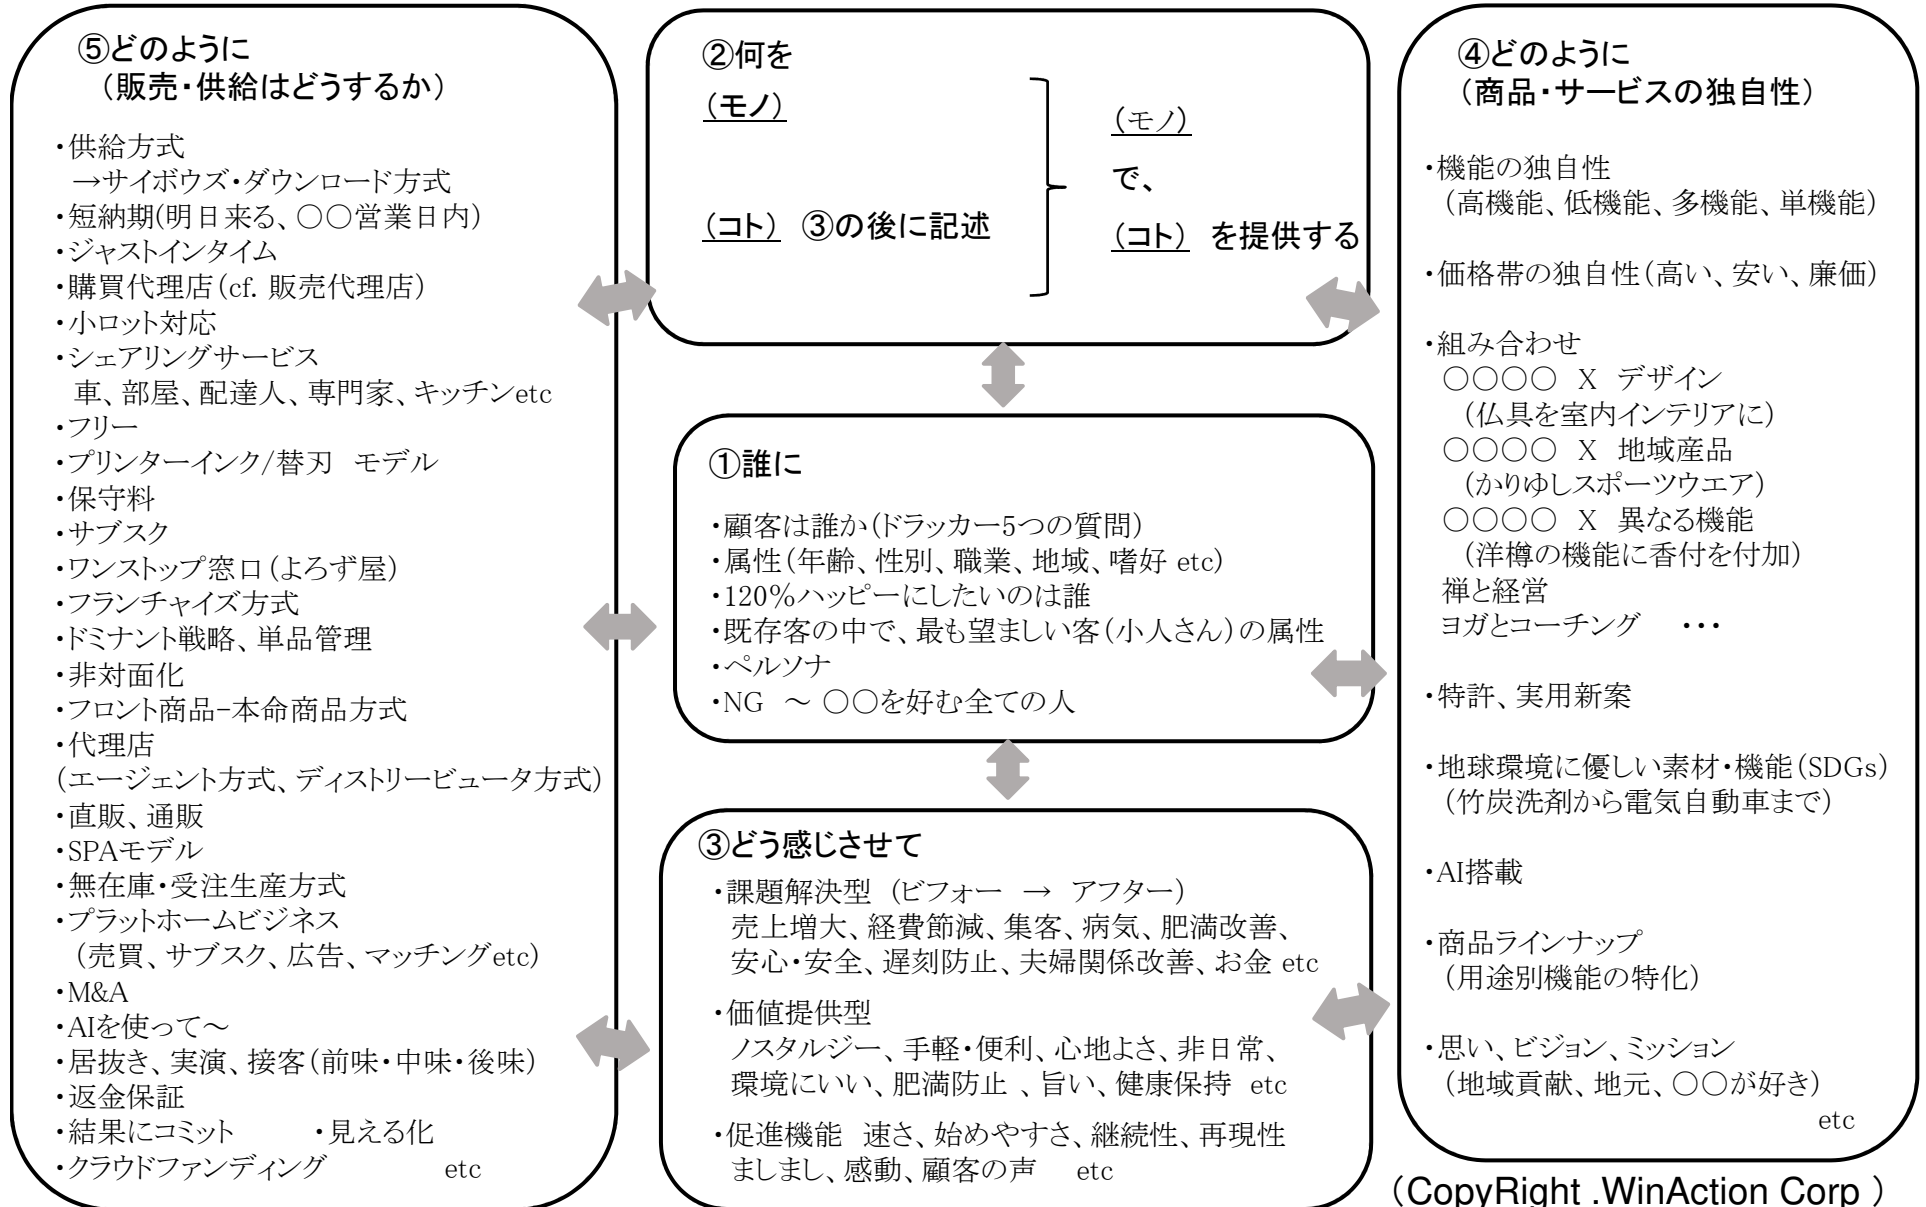 ⑤どのように
（販売・供給はどうするか）
・供給方式
→サイボウズ・ダウンロード方式
・短納期(明日来る、○○営業日内)
・ジャストインタイム
・購買代理店（cf. 販売代理店）
・小ロット対応
・シェアリングサービス
車、部屋、配達人、専門家、キッチンetc
・フリー
・プリンターインク/替刃 モデル
・保守料
・サブスク
・ワンストップ窓口（よろず屋）
・フランチャイズ方式
・ドミナント戦略、単品管理
・非対面化
・フロント商品−本命商品方式
・代理店
（エージェント方式、ディストリービュータ方式）
・直販、通販
・SPAモデル
・無在庫・受注生産方式
・プラットホームビジネス
（売買、サブスク、広告、マッチングetc）
・M&A
・AIを使って～
・居抜き、実演、接客（前味・中味・後味）
・返金保証
・結果にコミット ・見える化
・クラウドファンディング etc
②何を
（モノ）
（コト） ③の後に記述
（モノ）
で、
（コト） を提供する
①誰に
・顧客は誰か（ドラッカー5つの質問）
・属性（年齢、性別、職業、地域、嗜好 etc）
・120％ハッピーにしたいのは誰
・既存客の中で、最も望ましい客（小人さん）の属性
・ペルソナ
・NG ～ ○○を好む全ての人
③どう感じさせて
・課題解決型 （ビフォー → アフター）
売上増大、経費節減、集客、病気、肥満改善、
安心・安全、遅刻防止、夫婦関係改善、お金 etc
・価値提供型
ノスタルジー、手軽・便利、心地よさ、非日常、
環境にいい、肥満防止 、旨い、健康保持 etc
・促進機能 速さ、始めやすさ、継続性、再現性
ましまし、感動、顧客の声 etc
④どのように
（商品・サービスの独自性）
・機能の独自性
（高機能、低機能、多機能、単機能）
・価格帯の独自性（高い、安い、廉価）
・組み合わせ
○○○○ X デザイン
（仏具を室内インテリアに）
○○○○ X 地域産品
（かりゆしスポーツウエア）
○○○○ X 異なる機能
（洋樽の機能に香付を付加）
禅と経営
ヨガとコーチング ・・・
・特許、実用新案
・地球環境に優しい素材・機能（SDGs）
（竹炭洗剤から電気自動車まで）
・AI搭載
・商品ラインナップ
（用途別機能の特化）
・思い、ビジョン、ミッション
（地域貢献、地元、○○が好き）
etc
（CopyRight .WinAction Corp ）